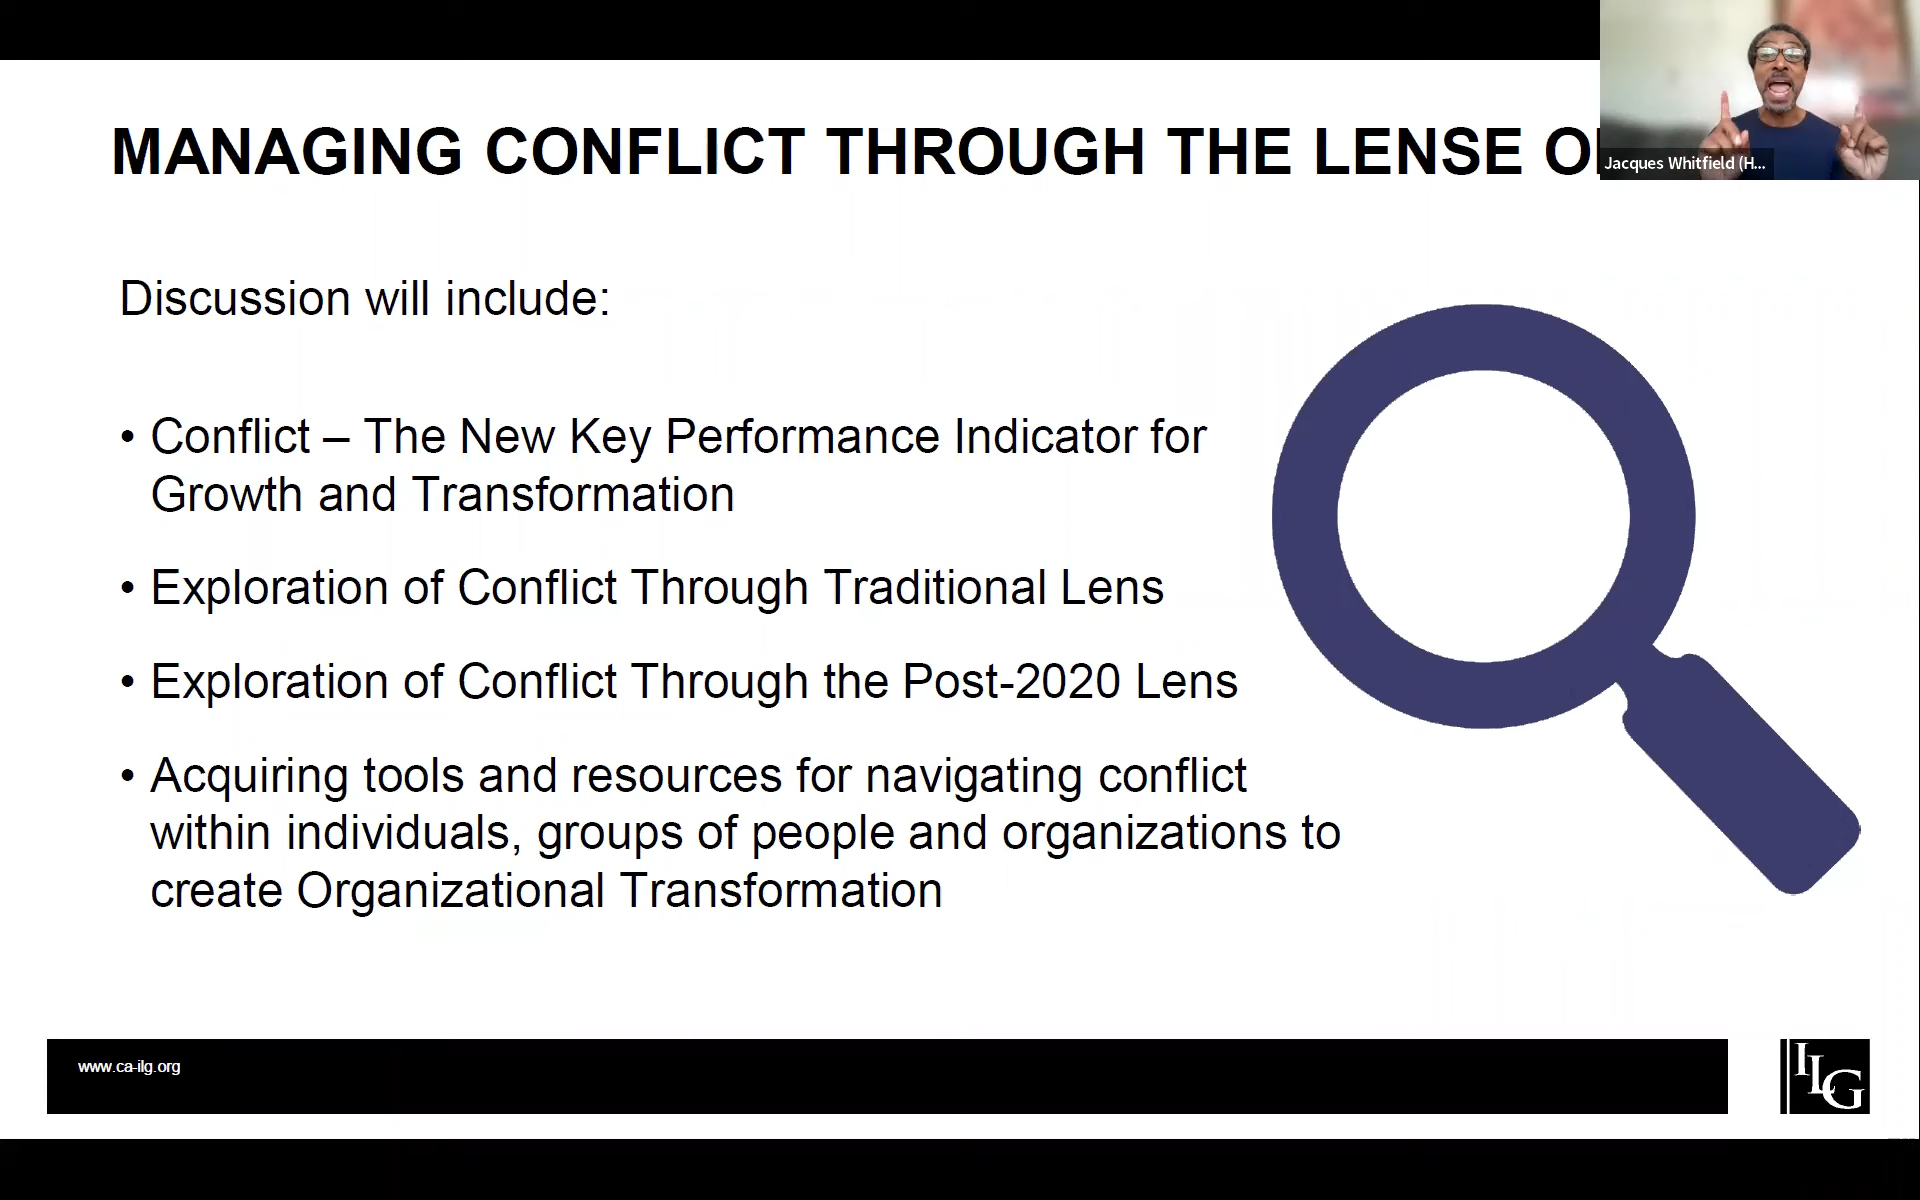 MANAGING CONFLICT THROUGH THE LENSE
Jacques Whitfield (H...
Discussion will include:
• Conflict – The New Key Performance Indicator for
Growth and Transformation
• Exploration of Conflict Through Traditional Lens
• Exploration of Conflict Through the Post-2020 Lens
• Acquiring tools and resources for navigating conflict
within individuals, groups of people and organizations to
create Organizational Transformation
www.ca-ilg.org
ILG